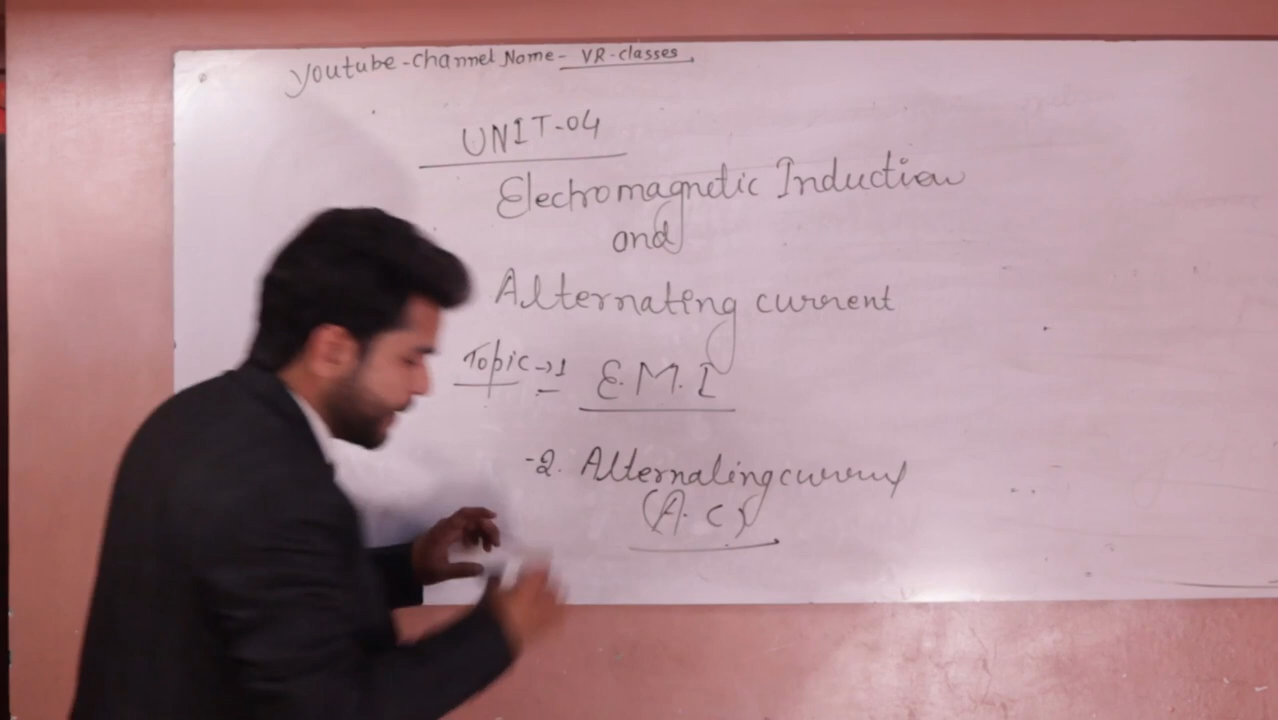 Youtube-Channel Name- VR-classes
UNIT-04
Electromagnetic Induction
and
Alternating current
Topic→1 E.M.I
-2. Alternating current
(A.C)